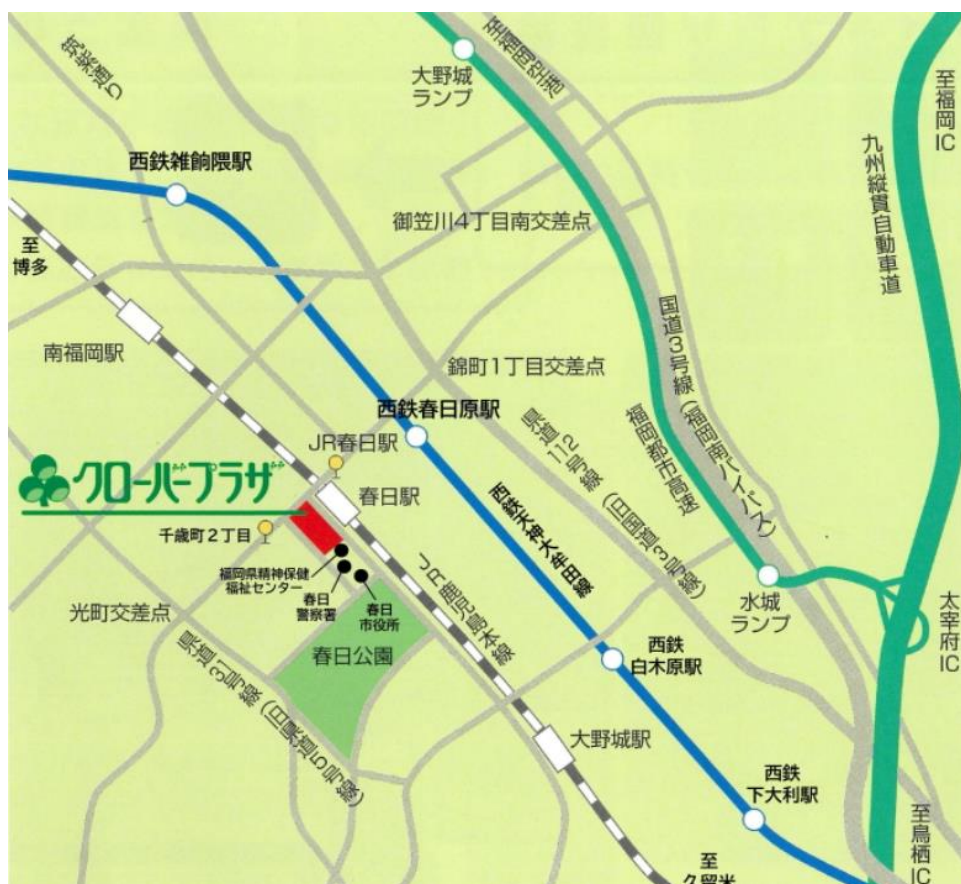 筑紫通り
大野城
ランプ
至福岡空港
至福岡IC
九州縦貫自動車道
西鉄雑餉隈駅
御笠川4丁目南交差点
至
博多
南福岡駅
国道3号線(福岡南バイパス)
錦町1丁目交差点
西鉄春日原駅
県道112号線(旧国道3号線)
福岡都市高速
JR春日駅
クローバープラザ
春日駅
西鉄天神大牟田線
千歳町2丁目
福岡県精神保健
福祉センター
春日
警察署
春日
市役所
JR鹿児島本線
光町交差点
春日公園
県道31号線(旧県道5号線)
水城
ランプ
太宰府IC
西鉄
白木原駅
大野城駅
西鉄
下大利駅
至鳥栖IC
至
久留米